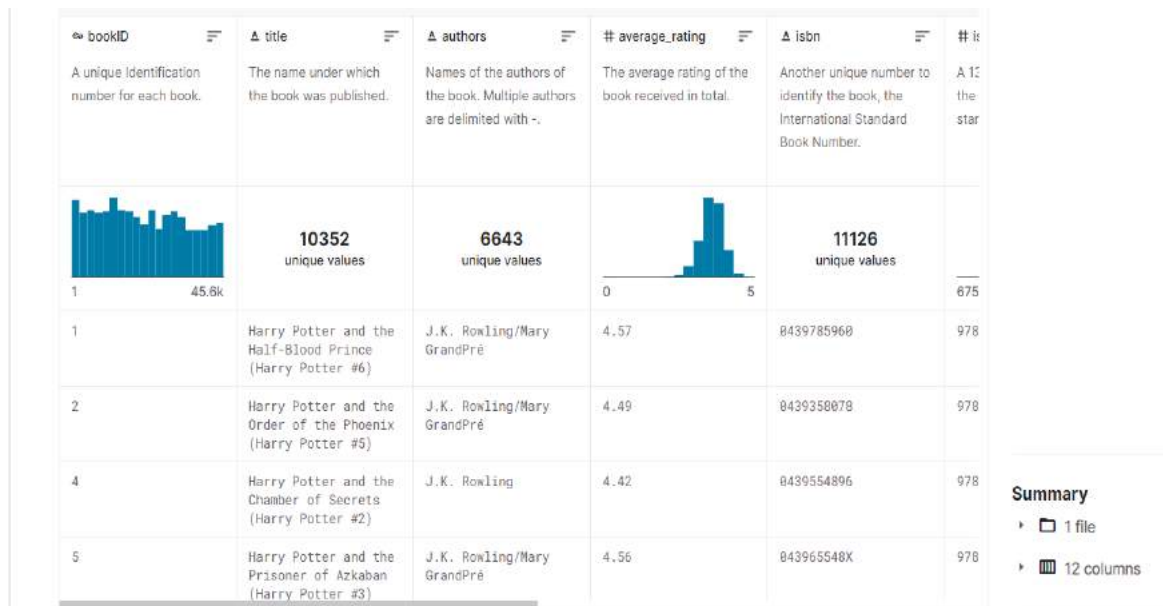 bookID
A unique Identification
number for each book.
title
The name under which
the book was published.
authors
Names of the authors of
the book. Multiple authors
are delimited with -.
# average_rating
The average rating of the
book received in total.
isbn
Another unique number to
identify the book, the
International Standard
Book Number.
# is
A 13
the
star
1 45.6k
10352
unique values
6643
unique values
0 5
11126
unique values
675
1
Harry Potter and the
Half-Blood Prince
(Harry Potter #6)
J.K. Rowling/Mary
GrandPré
4.57
0439785960
978
2
Harry Potter and the
Order of the Phoenix
(Harry Potter #5)
J.K. Rowling/Mary
GrandPré
4.49
0439358078
978
4
Harry Potter and the
Chamber of Secrets
(Harry Potter #2)
J.K. Rowling
4.42
0439554896
978
5
Harry Potter and the
Prisoner of Azkaban
(Harry Potter #3)
J.K. Rowling/Mary
GrandPré
4.56
043965548X
978
Summary
1 file
12 columns